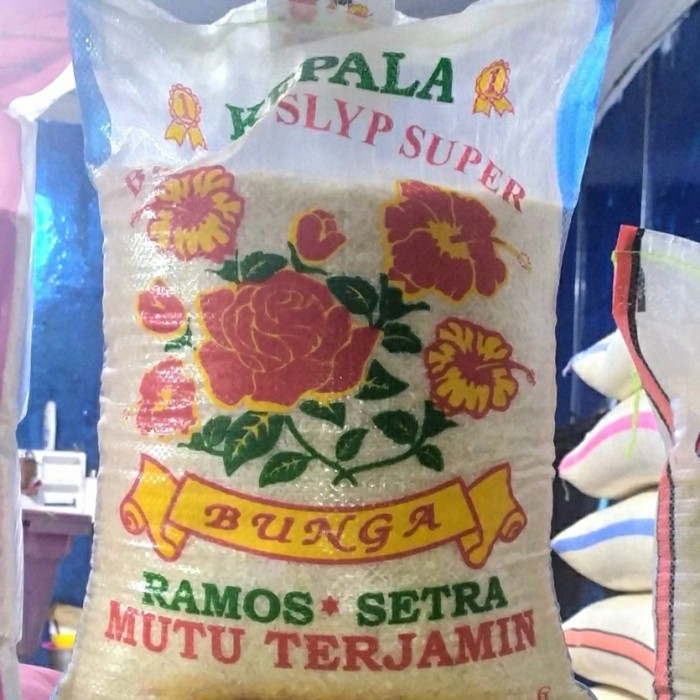 KEPALA
SLYP SUPER
BUNGA
RAMOS * SETRA
MUTU TERJAMIN